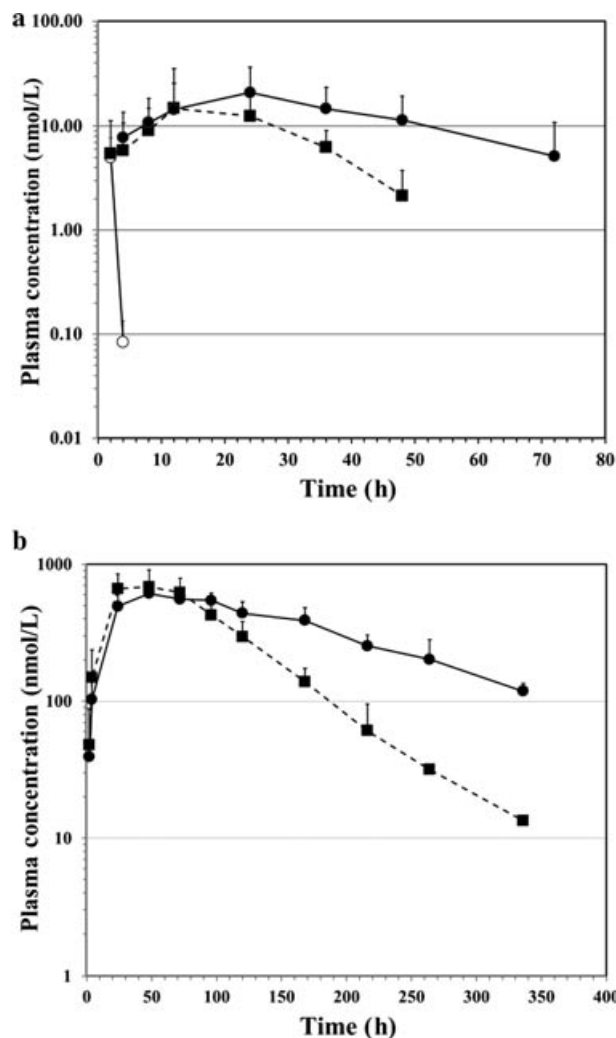 a
Plasma concentration (nmol/L)
100.00
10.00
1.00
0.10
0.01
0 10 20 30 40 50 60 70 80
Time (h)
b
Plasma concentration (nmol/L)
1000
100
10
1
0 50 100 150 200 250 300 350 400
Time (h)